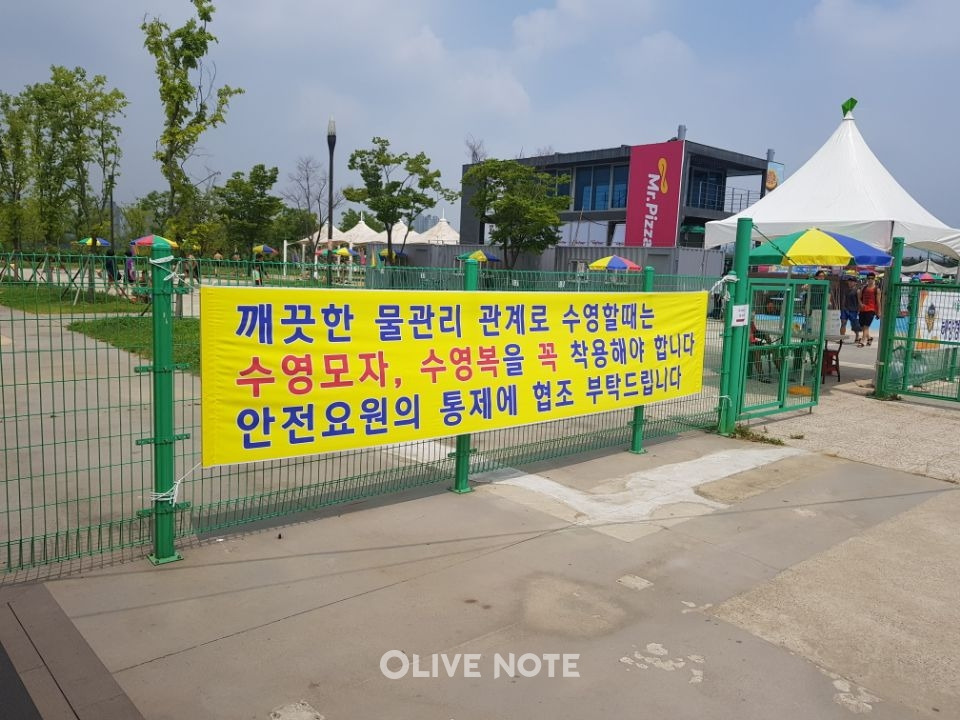 깨끗한 물관리 관계로 수영할때는
수영모자, 수영복을 꼭 착용해야 합니다
안전요원의 통제에 협조 부탁드립니다
Mr.Pizza
OLIVE NOTE